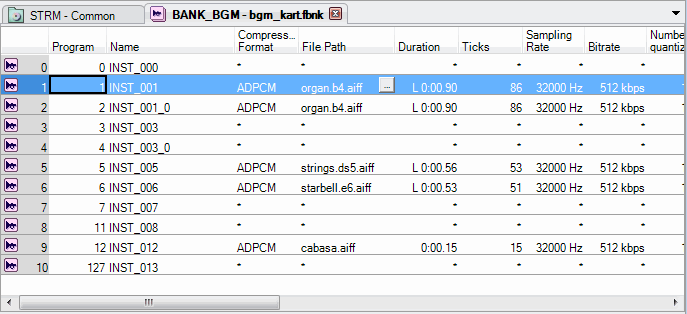 STRM - Common BANK_BGM - bgm_kart.fbnk
Program Name Compress... Format File Path Duration Ticks Sampling Rate Bitrate Number quantiz
0 0 INST_000 * * * * * *
1 1 INST_001 ADPCM organ.b4.aiff ... L 0:00.90 86 32000 Hz 512 kbps
2 2 INST_001_0 ADPCM organ.b4.aiff L 0:00.90 86 32000 Hz 512 kbps
3 3 INST_003 * * * * * *
4 4 INST_003_0 * * * * * *
5 5 INST_005 ADPCM strings.ds5.aiff L 0:00.56 53 32000 Hz 512 kbps
6 6 INST_006 ADPCM starbell.e6.aiff L 0:00.53 51 32000 Hz 512 kbps
7 7 INST_007 * * * * * *
8 11 INST_008 * * * * * *
9 12 INST_012 ADPCM cabasa.aiff 0:00.15 15 32000 Hz 512 kbps
10 127 INST_013 * * * * * *